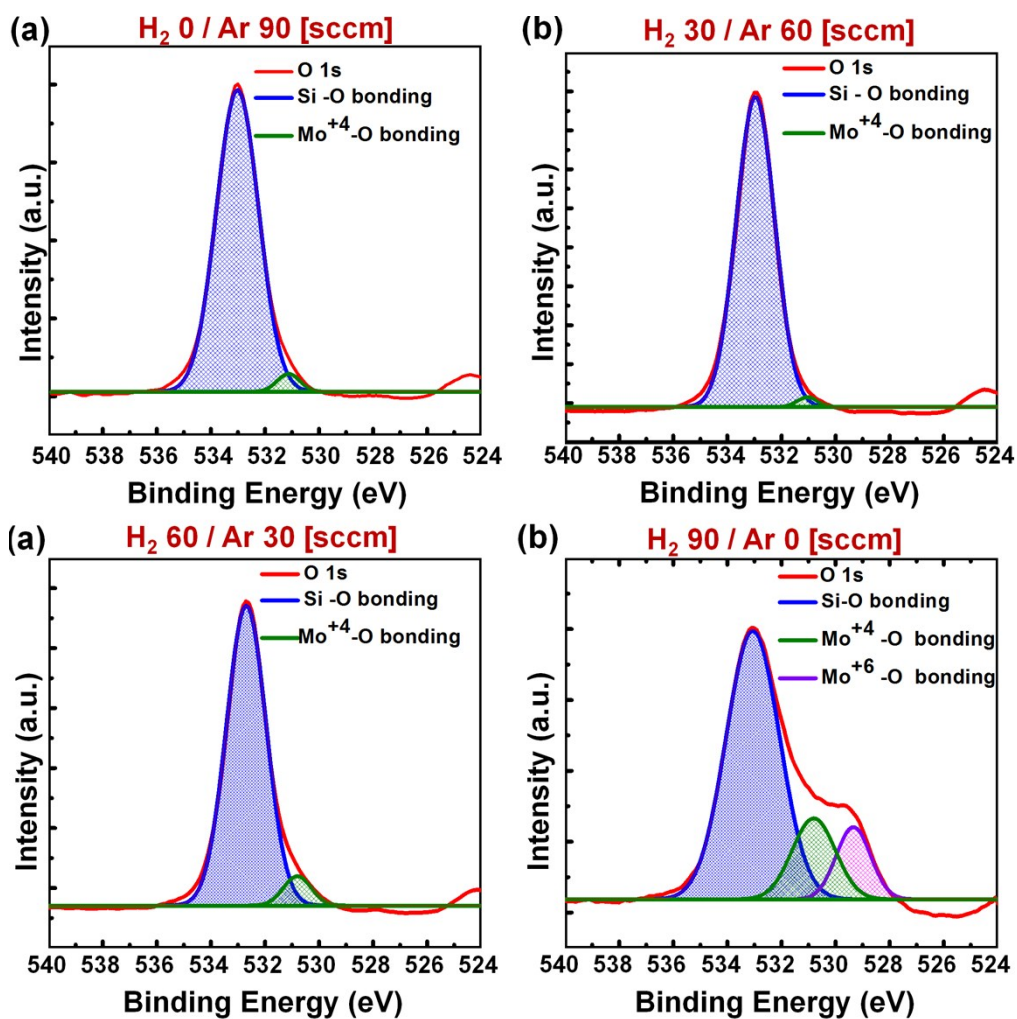 (a)
H₂ 0 / Ar 90 [sccm]
O 1s
Si -O bonding
Mo⁺⁴-O bonding
Intensity (a.u.)
540 538 536 534 532 530 528 526 524
Binding Energy (eV)
(b)
H₂ 30 / Ar 60 [sccm]
O 1s
Si - O bonding
Mo⁺⁴-O bonding
Intensity (a.u.)
540 538 536 534 532 530 528 526 524
Binding Energy (eV)
(a)
H₂ 60 / Ar 30 [sccm]
O 1s
Si -O bonding
Mo⁺⁴-O bonding
Intensity (a.u.)
540 538 536 534 532 530 528 526 524
Binding Energy (eV)
(b)
H₂ 90 / Ar 0 [sccm]
O 1s
Si-O bonding
Mo⁺⁴ -O bonding
Mo⁺⁶ -O bonding
Intensity (a.u.)
540 538 536 534 532 530 528 526 524
Binding Energy (eV)